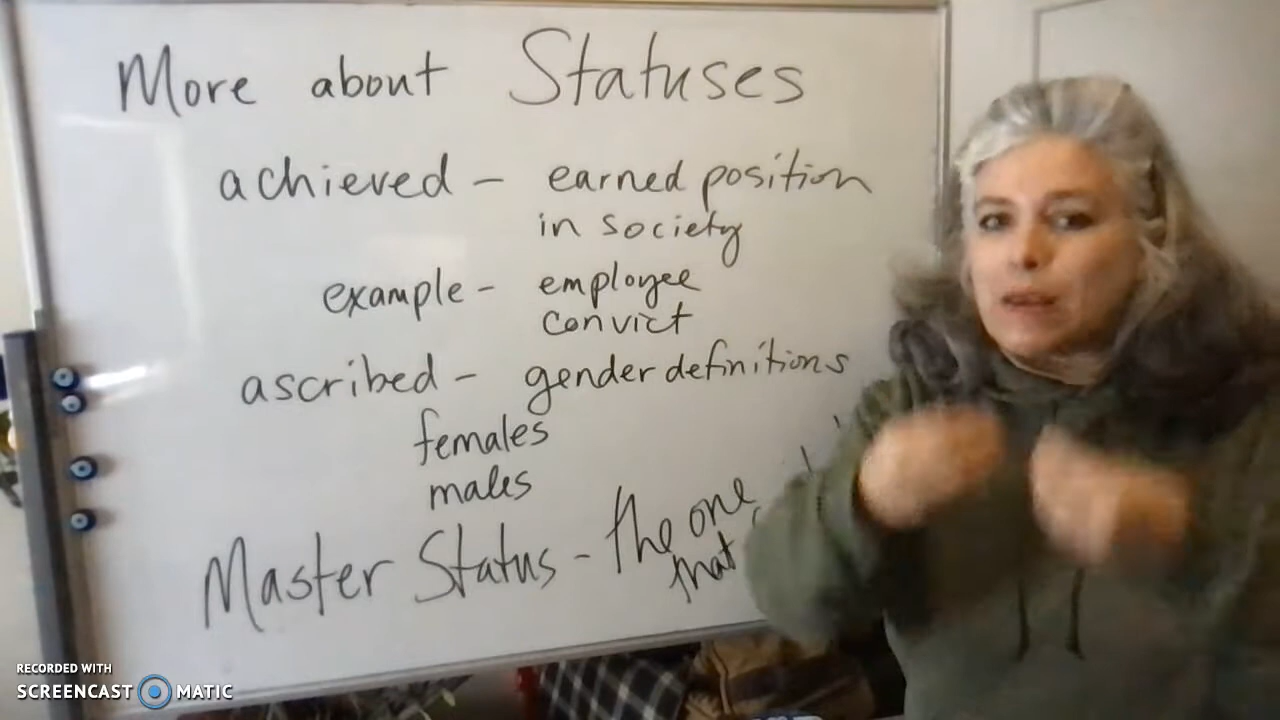 More about Statuses
achieved - earned position
in society
example - employee
convict
ascribed - gender definitions
females
males
Master Status - the one
that
RECORDED WITH
SCREENCAST MATIC